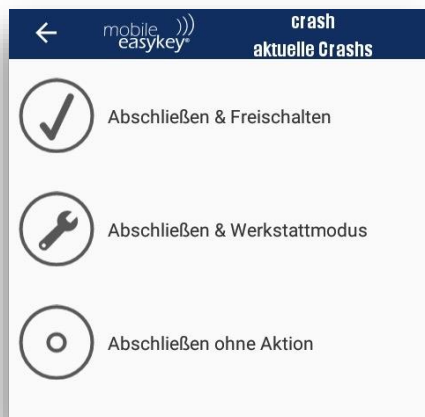 mobile
easykey®
crash
aktuelle Crashs
Abschließen & Freischalten
Abschließen & Werkstattmodus
Abschließen ohne Aktion